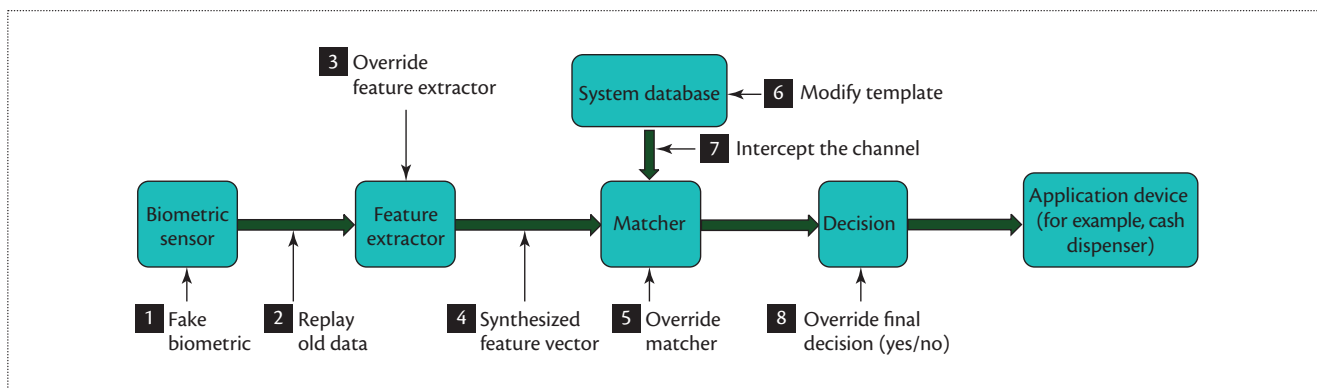 3 Override
feature extractor
System database
6 Modify template
7 Intercept the channel
Biometric
sensor
Feature
extractor
Matcher
Decision
Application device
(for example, cash
dispenser)
1 Fake
biometric
2 Replay
old data
4 Synthesized
feature vector
5 Override
matcher
8 Override final
decision (yes/no)